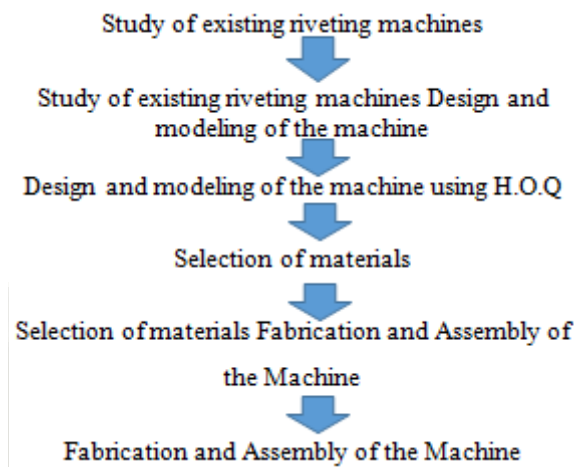 Study of existing riveting machines
Study of existing riveting machines Design and
modeling of the machine
Design and modeling of the machine using H.O.Q
Selection of materials
Selection of materials Fabrication and Assembly of
the Machine
Fabrication and Assembly of the Machine